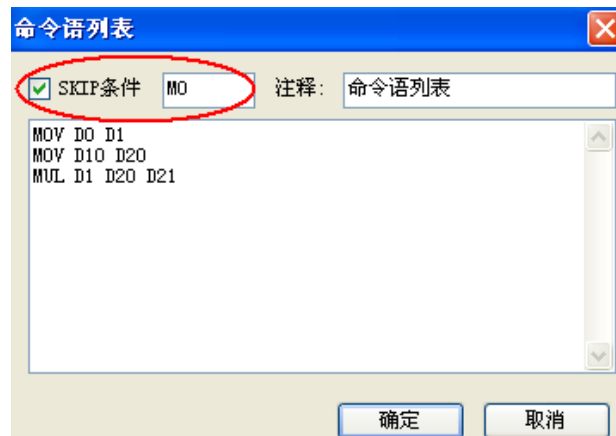 命令语列表
SKIP条件 M0 注释: 命令语列表
MOV D0 D1
MOV D10 D20
MUL D1 D20 D21
确定 取消